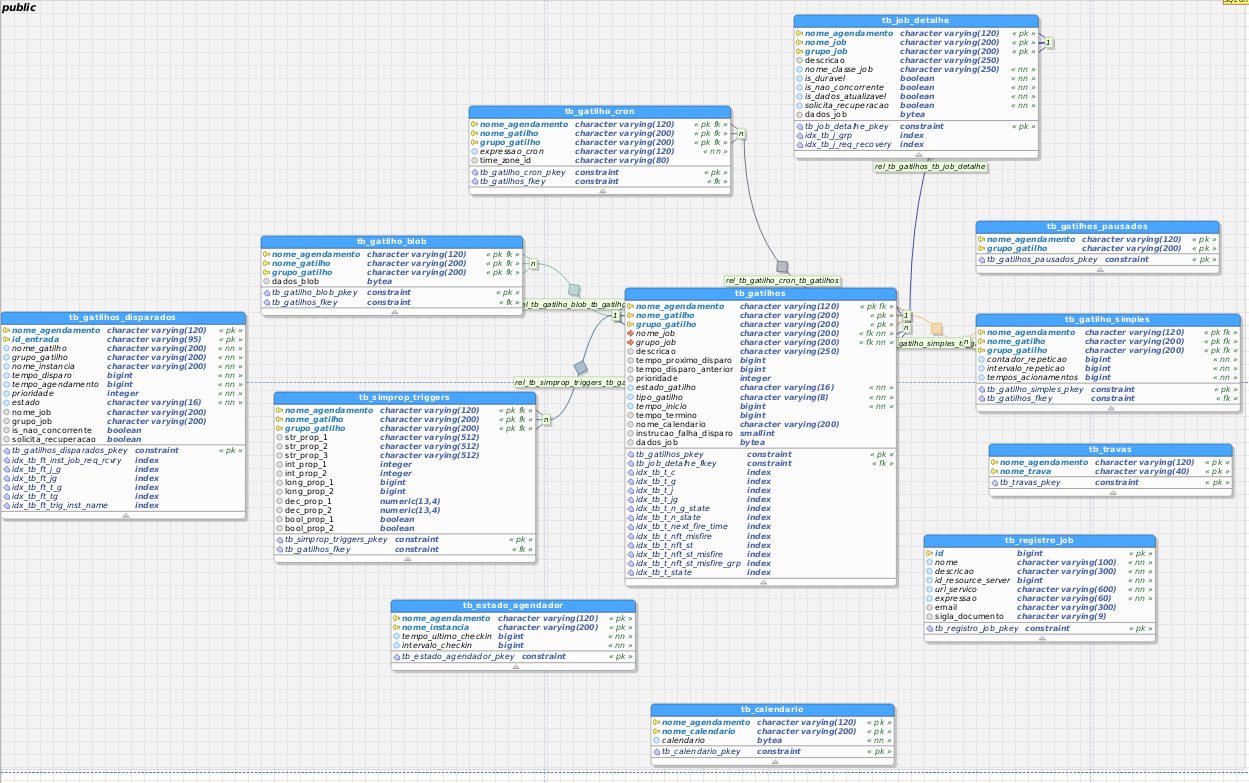 public
tb_job_detalhe
nome_agendamento character varying(120) « pk »
nome_job character varying(200) « pk »
grupo_job character varying(200) « pk »
descricao character varying(250)
nome_classe_job character varying(250) « nn »
is_duravel boolean « nn »
is_nao_concorrente boolean « nn »
is_dados_atualizavel boolean « nn »
solicita_recuperacao boolean « nn »
dados_job bytea
tb_job_detalhe_pkey constraint « pk »
idx_tb_j_grp index
idx_tb_j_req_recovery index
1
rel_tb_gatilhos_tb_job_detalhe
tb_gatilho_cron
nome_agendamento character varying(120) « pk fk »
nome_gatilho character varying(200) « pk fk »
grupo_gatilho character varying(200) « pk fk »
expressao_cron character varying(120) « nn »
time_zone_id character varying(80)
tb_gatilho_cron_pkey constraint « pk »
tb_gatilhos_fkey constraint « fk »
n
rel_tb_gatilho_cron_tb_gatilhos
tb_gatilhos_pausados
nome_agendamento character varying(120) « pk »
grupo_gatilho character varying(200) « pk »
tb_gatilhos_pausados_pkey constraint « pk »
tb_gatilho_blob
nome_agendamento character varying(120) « pk fk »
nome_gatilho character varying(200) « pk fk »
grupo_gatilho character varying(200) « pk fk »
dados_blob bytea
tb_gatilho_blob_pkey constraint « pk »
tb_gatilhos_fkey constraint « fk »
n
el_tb_gatilho_blob_tb_gatilho
1
tb_gatilhos
nome_agendamento character varying(120) « pk fk »
nome_gatilho character varying(200) « pk »
grupo_gatilho character varying(200) « pk »
nome_job character varying(200) « fk nn »
grupo_job character varying(200) « fk nn »
descricao character varying(250)
tempo_proximo_disparo bigint
tempo_disparo_anterior bigint
prioridade integer
estado_gatilho character varying(16) « nn »
tipo_gatilho character varying(8) « nn »
tempo_inicio bigint « nn »
tempo_termino bigint
nome_calendario character varying(200)
instrucao_falha_disparo smallint
dados_job bytea
tb_gatilhos_pkey constraint « pk »
tb_job_detalhe_fkey constraint « fk »
idx_tb_t_c index
idx_tb_t_g index
idx_tb_t_j index
idx_tb_t_jg index
idx_tb_t_n_g_state index
idx_tb_t_n_state index
idx_tb_t_next_fire_time index
idx_tb_t_nft_misfire index
idx_tb_t_nft_st index
idx_tb_t_nft_st_misfire index
idx_tb_t_nft_st_misfire_grp index
idx_tb_t_state index
1
n
n
tb_gatilho_simples
nome_agendamento character varying(120) « pk fk »
nome_gatilho character varying(200) « pk fk »
grupo_gatilho character varying(200) « pk fk »
contador_repeticao bigint « nn »
intervalo_repeticao bigint « nn »
tempos_acionamentos bigint « nn »
tb_gatilho_simples_pkey constraint « pk »
tb_gatilhos_fkey constraint « fk »
tb_gatilhos_disparados
nome_agendamento character varying(120) « pk »
id_entrada character varying(95) « pk »
nome_gatilho character varying(200) « nn »
grupo_gatilho character varying(200) « nn »
nome_instancia character varying(200) « nn »
tempo_disparo bigint « nn »
tempo_agendamento bigint « nn »
prioridade integer « nn »
estado character varying(16) « nn »
nome_job character varying(200)
grupo_job character varying(200)
is_nao_concorrente boolean
solicita_recuperacao boolean
tb_gatilhos_disparados_pkey constraint « pk »
idx_tb_ft_inst_job_req_rcvry index
idx_tb_ft_j_g index
idx_tb_ft_jg index
idx_tb_ft_t_g index
idx_tb_ft_tg index
idx_tb_ft_trig_inst_name index
rel_tb_simprop_triggers_tb_ga
tb_simprop_triggers
nome_agendamento character varying(120) « pk fk »
nome_gatilho character varying(200) « pk fk »
grupo_gatilho character varying(200) « pk fk »
str_prop_1 character varying(512)
str_prop_2 character varying(512)
str_prop_3 character varying(512)
int_prop_1 integer
int_prop_2 integer
long_prop_1 bigint
long_prop_2 bigint
dec_prop_1 numeric(13,4)
dec_prop_2 numeric(13,4)
bool_prop_1 boolean
bool_prop_2 boolean
tb_simprop_triggers_pkey constraint « pk »
tb_gatilhos_fkey constraint « fk »
n
tb_travas
nome_agendamento character varying(120) « pk »
nome_trava character varying(40) « pk »
tb_travas_pkey constraint « pk »
tb_registro_job
id bigint « pk »
nome character varying(100) « nn »
descricao character varying(300) « nn »
id_resource_server bigint « nn »
url_servico character varying(600) « nn »
expressao character varying(60) « nn »
email character varying(300)
sigla_documento character varying(9)
tb_registro_job_pkey constraint « pk »
tb_estado_agendador
nome_agendamento character varying(120) « pk »
nome_instancia character varying(200) « pk »
tempo_ultimo_checkin bigint « nn »
intervalo_checkin bigint « nn »
tb_estado_agendador_pkey constraint « pk »
tb_calendario
nome_agendamento character varying(120) « pk »
nome_calendario character varying(200) « pk »
calendario bytea « nn »
tb_calendario_pkey constraint « pk »